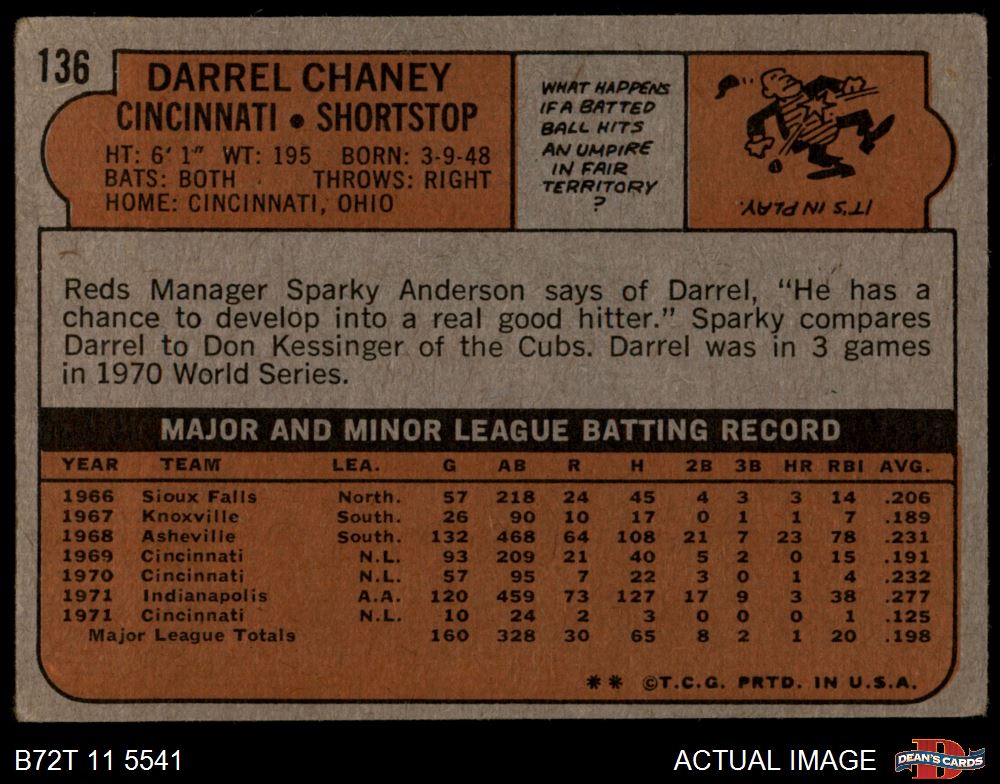 136
DARREL CHANEY
CINCINNATI • SHORTSTOP
HT: 6' 1" WT: 195 BORN: 3-9-48
BATS: BOTH THROWS: RIGHT
HOME: CINCINNATI, OHIO
WHAT HAPPENS
IF A BATTED
BALL HITS
AN UMPIRE
IN FAIR
TERRITORY
?
IT'S IN PLAY.
Reds Manager Sparky Anderson says of Darrel, "He has a
chance to develop into a real good hitter." Sparky compares
Darrel to Don Kessinger of the Cubs. Darrel was in 3 games
in 1970 World Series.
MAJOR AND MINOR LEAGUE BATTING RECORD
YEAR TEAM LEA. G AB R H 2B 3B HR RBI AVG.
1966 Sioux Falls North. 57 218 24 45 4 3 3 14 .206
1967 Knoxville South. 26 90 10 17 0 1 1 7 .189
1968 Asheville South. 132 468 64 108 21 7 23 78 .231
1969 Cincinnati N.L. 93 209 21 40 5 2 0 15 .191
1970 Cincinnati N.L. 57 95 7 22 3 0 1 4 .232
1971 Indianapolis A.A. 120 459 73 127 17 9 3 38 .277
1971 Cincinnati N.L. 10 24 2 3 0 0 0 1 .125
Major League Totals 160 328 30 65 8 2 1 20 .198
** ©T.C.G. PRTD. IN U.S.A.
B72T 11 5541
ACTUAL IMAGE
D
DEAN'S CARDS